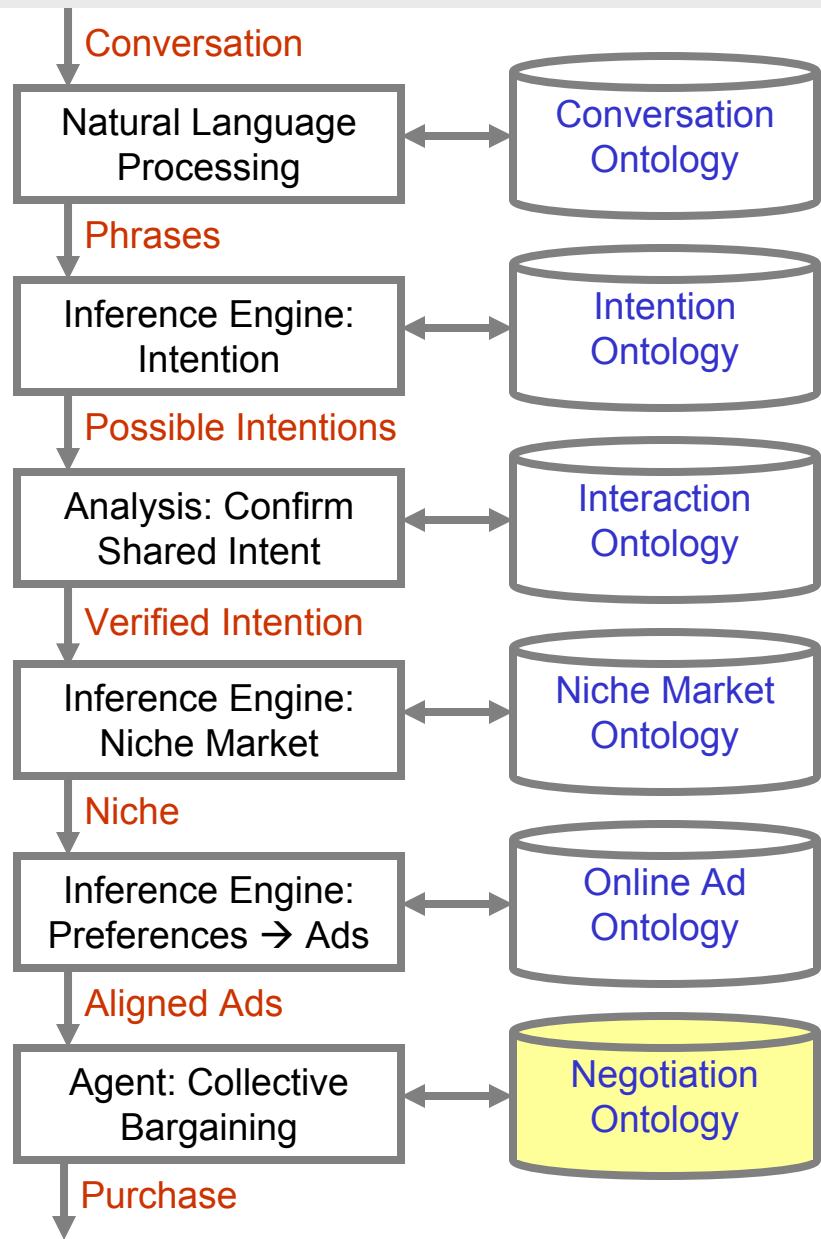 Conversation
Natural Language
Processing
Conversation
Ontology
Phrases
Inference Engine:
Intention
Intention
Ontology
Possible Intentions
Analysis: Confirm
Shared Intent
Interaction
Ontology
Verified Intention
Inference Engine:
Niche Market
Niche Market
Ontology
Niche
Inference Engine:
Preferences → Ads
Online Ad
Ontology
Aligned Ads
Agent: Collective
Bargaining
Negotiation
Ontology
Purchase